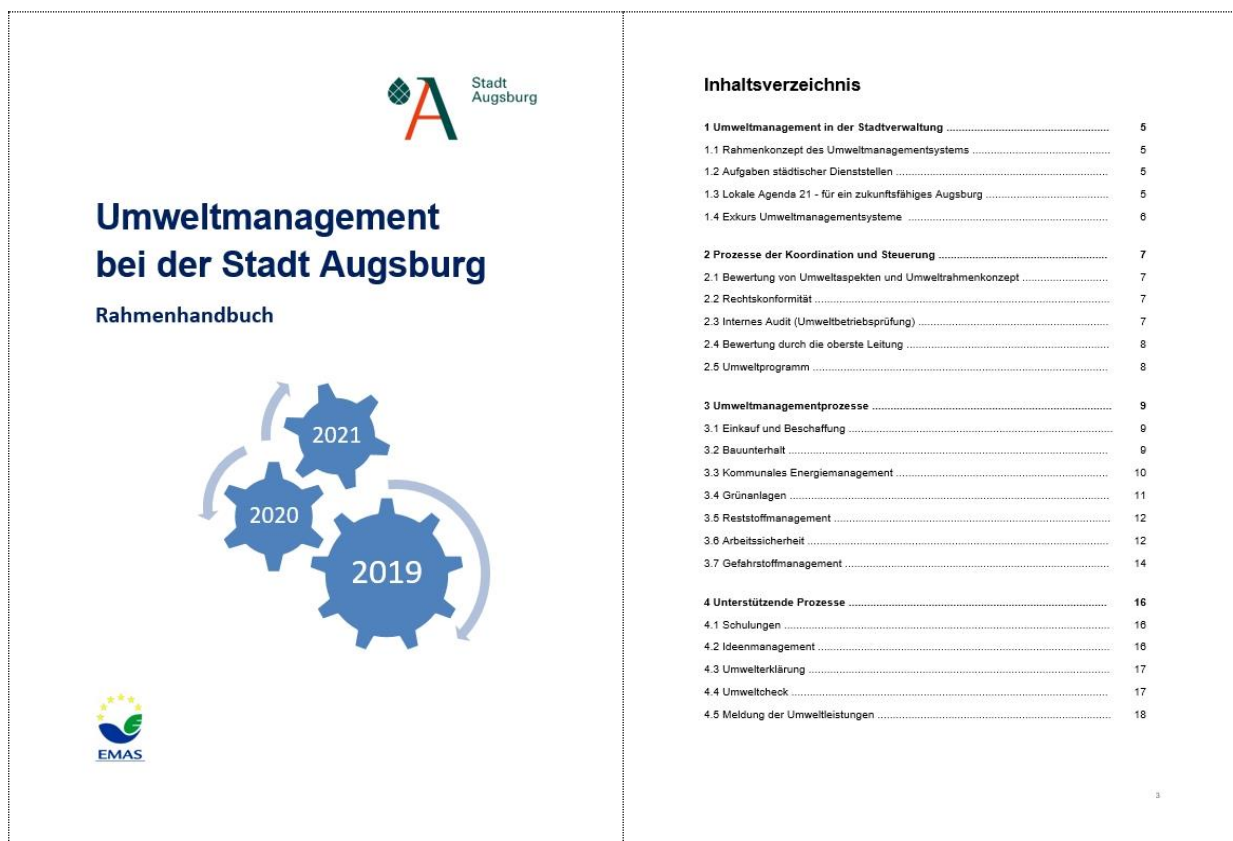 Stadt
Augsburg
Umweltmanagement
bei der Stadt Augsburg
Rahmenhandbuch
2021
2020
2019
EMAS
Inhaltsverzeichnis
1 Umweltmanagement in der Stadtverwaltung ........ 5
1.1 Rahmenkonzept des Umweltmanagementsystems ........ 5
1.2 Aufgaben städtischer Dienststellen ........ 5
1.3 Lokale Agenda 21 - für ein zukunftsfähiges Augsburg ........ 5
1.4 Exkurs Umweltmanagementsysteme ........ 6
2 Prozesse der Koordination und Steuerung ........ 7
2.1 Bewertung von Umweltaspekten und Umweltrahmenkonzept ........ 7
2.2 Rechtskonformität ........ 7
2.3 Internes Audit (Umweltbetriebsprüfung) ........ 7
2.4 Bewertung durch die oberste Leitung ........ 8
2.5 Umweltprogramm ........ 8
3 Umweltmanagementprozesse ........ 9
3.1 Einkauf und Beschaffung ........ 9
3.2 Bauunterhalt ........ 9
3.3 Kommunales Energiemanagement ........ 10
3.4 Grünanlagen ........ 11
3.5 Reststoffmanagement ........ 12
3.6 Arbeitssicherheit ........ 12
3.7 Gefahrstoffmanagement ........ 14
4 Unterstützende Prozesse ........ 16
4.1 Schulungen ........ 16
4.2 Ideenmanagement ........ 16
4.3 Umwelterklärung ........ 17
4.4 Umweltcheck ........ 17
4.5 Meldung der Umweltleistungen ........ 18
3